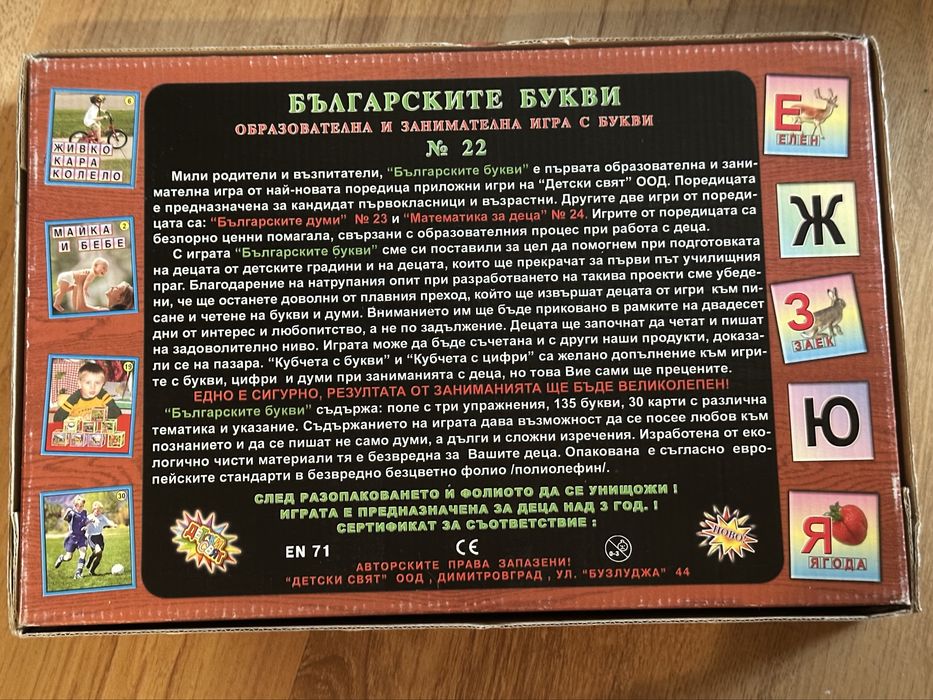 БЪЛГАРСКИТЕ БУКВИ
ОБРАЗОВАТЕЛНА И ЗАНИМАТЕЛНА ИГРА С БУКВИ
№ 22
Мили родители и възпитатели, “Българските букви” е първата образователна и зани-
мателна игра от най-новата поредица приложни игри на “Детски свят” ООД. Поредицата
е предназначена за кандидат първокласници и възрастни. Другите две игри от пореди-
цата са: “Българските думи” № 23 и “Математика за деца” № 24. Игрите от поредицата са
безпорно ценни помагала, свързани с образователния процес при работа с деца.
С играта “Българските букви” сме си поставили за цел да помогнем при подготовката
на децата от детските градини и на децата, които ще прекрачат за първи път училищния
праг. Благодарение на натрупания опит при разработването на такива проекти сме убеде-
ни, че ще останете доволни от плавния преход, който ще извършат децата от игри към пи-
сане и четене на букви и думи. Вниманието им ще бъде приковано в рамките на двадесет
дни от интерес и любопитство, а не по задължение. Децата ще започнат да четат и пишат
на задоволително ниво. Играта може да бъде съчетана и с други наши продукти, доказа-
ли се на пазара. “Кубчета с букви” и “Кубчета с цифри” са желано допълнение към игри-
те с букви, цифри и думи при заниманията с деца, но това Вие сами ще прецените.
ЕДНО Е СИГУРНО, РЕЗУЛТАТА ОТ ЗАНИМАНИЯТА ЩЕ БЪДЕ ВЕЛИКОЛЕПЕН!
“Българските букви” съдържа: поле с три упражнения, 135 букви, 30 карти с различна
тематика и указание. Съдържанието на играта дава възможност да се посее любов към
познанието и да се пишат не само думи, а дълги и сложни изречения. Изработена от еко-
логично чисти материали тя е безвредна за Вашите деца. Опакована е съгласно евро-
пейските стандарти в безвредно безцветно фолио /полиолефин/.
СЛЕД РАЗОПАКОВАНЕТО Й ФОЛИОТО ДА СЕ УНИЩОЖИ !
ИГРАТА Е ПРЕДНАЗНАЧЕНА ЗА ДЕЦА НАД 3 ГОД. !
СЕРТИФИКАТ ЗА СЪОТВЕТСТВИЕ :
EN 71
CE
0-3
АВТОРСКИТЕ ПРАВА ЗАПАЗЕНИ!
“ДЕТСКИ СВЯТ” ООД , ДИМИТРОВГРАД , УЛ. “БУЗЛУДЖА” 44
ДЕТСКИ
СВЯТ
НОВО
6
ЖИВКО
КАРА
КОЛЕЛО
2
МАЙКА
И БЕБЕ
19
30
Е
ЕЛЕН
Ж
З
ЗАЕК
Ю
Я
ЯГОДА